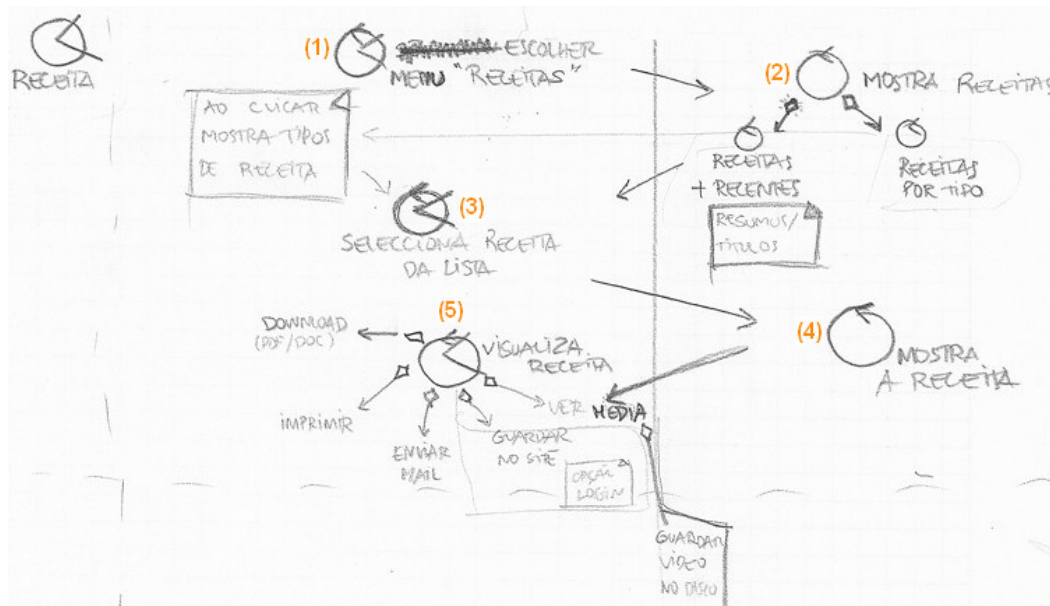 RECEITA
(1)
ESCOLHER
MENU "RECEITAS"
(2)
MOSTRA RECEITAS
AO CLICAR
MOSTRA TIPOS
DE RECEITA
RECEITAS
+ RECENTES
RECEITAS
POR TIPO
RESUMOS/
TÍTULOS
(3)
SELECCIONA RECEITA
DA LISTA
(4)
MOSTRA
A RECEITA
(5)
VISUALIZA
RECEITA
DOWNLOAD
(PDF/DOC)
IMPRIMIR
ENVIAR
MAIL
GUARDAR
NO SITE
OPÇÃO
LOGIN
VER MEDIA
GUARDAR
VIDEO
NO DISCO